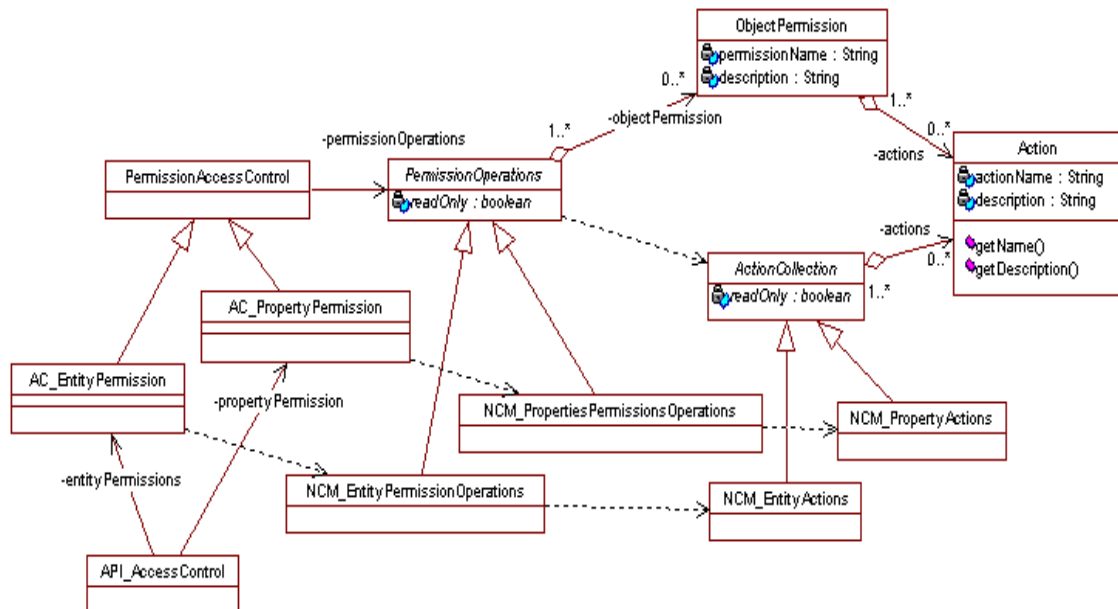 ObjectPermission
permissionName : String
description : String
0..*
1..*
-objectPermission
1..*
0..*
-actions
-permissionOperations
Action
actionName : String
description : String
getName()
getDescription()
PermissionAccessControl
PermissionOperations
readOnly : boolean
-actions
0..*
ActionCollection
readOnly : boolean
1..*
AC_PropertyPermission
AC_EntityPermission
-propertyPermission
NCM_PropertiesPermissionsOperations
NCM_PropertyActions
-entityPermissions
NCM_EntityPermissionOperations
NCM_EntityActions
API_AccessControl